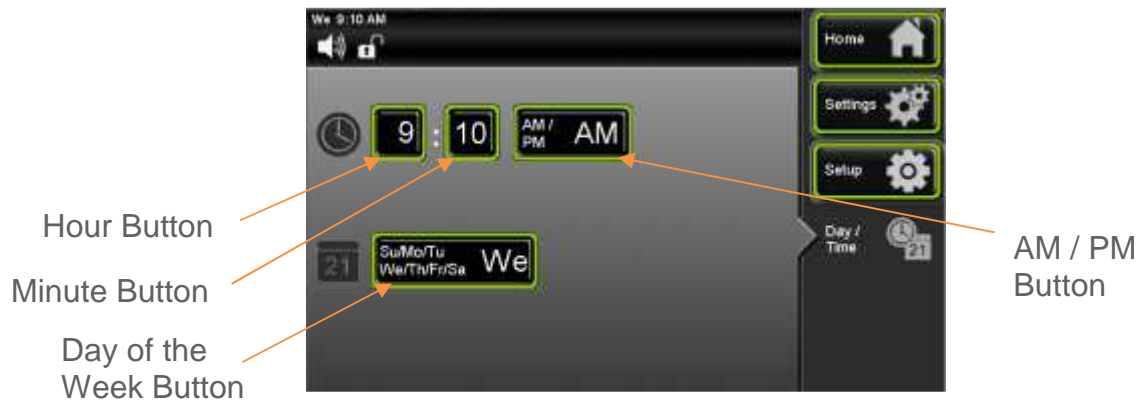 We 9:10 AM
Home
Settings
9 : 10 AM / PM AM
Setup
Hour Button
Day / Time
21
21
Su/Mo/Tu
We/Th/Fr/Sa We
AM / PM
Button
Minute Button
Day of the
Week Button